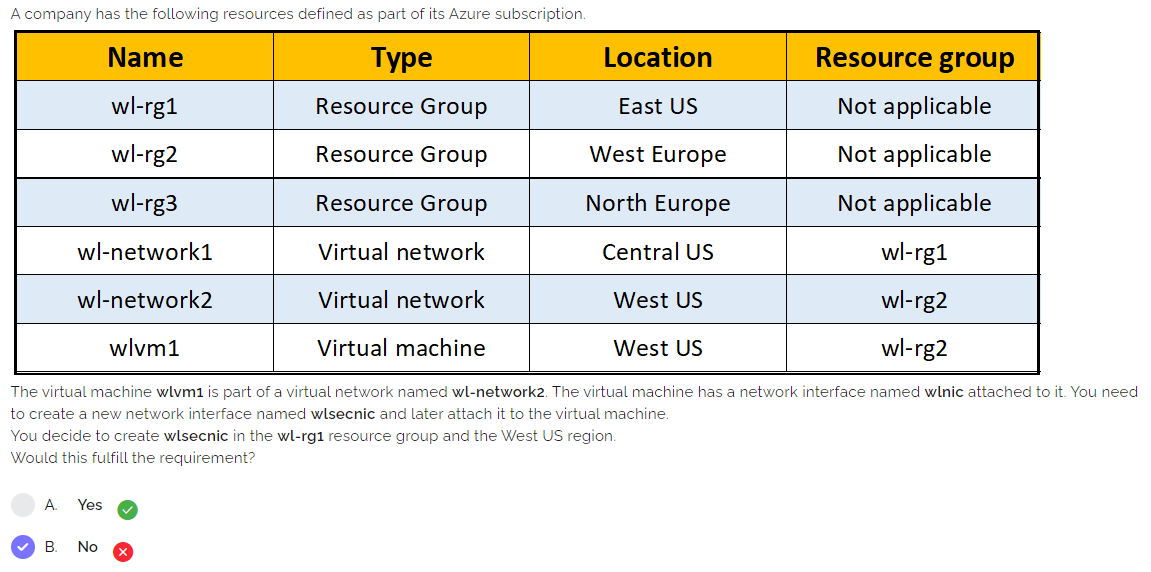 A company has the following resources defined as part of its Azure subscription.
Name Type Location Resource group
wl-rg1 Resource Group East US Not applicable
wl-rg2 Resource Group West Europe Not applicable
wl-rg3 Resource Group North Europe Not applicable
wl-network1 Virtual network Central US wl-rg1
wl-network2 Virtual network West US wl-rg2
wlvm1 Virtual machine West US wl-rg2
The virtual machine wlvm1 is part of a virtual network named wl-network2. The virtual machine has a network interface named wlnic attached to it. You need
to create a new network interface named wlsecnic and later attach it to the virtual machine.
You decide to create wlsecnic in the wl-rg1 resource group and the West US region.
Would this fulfill the requirement?
A. Yes
B. No